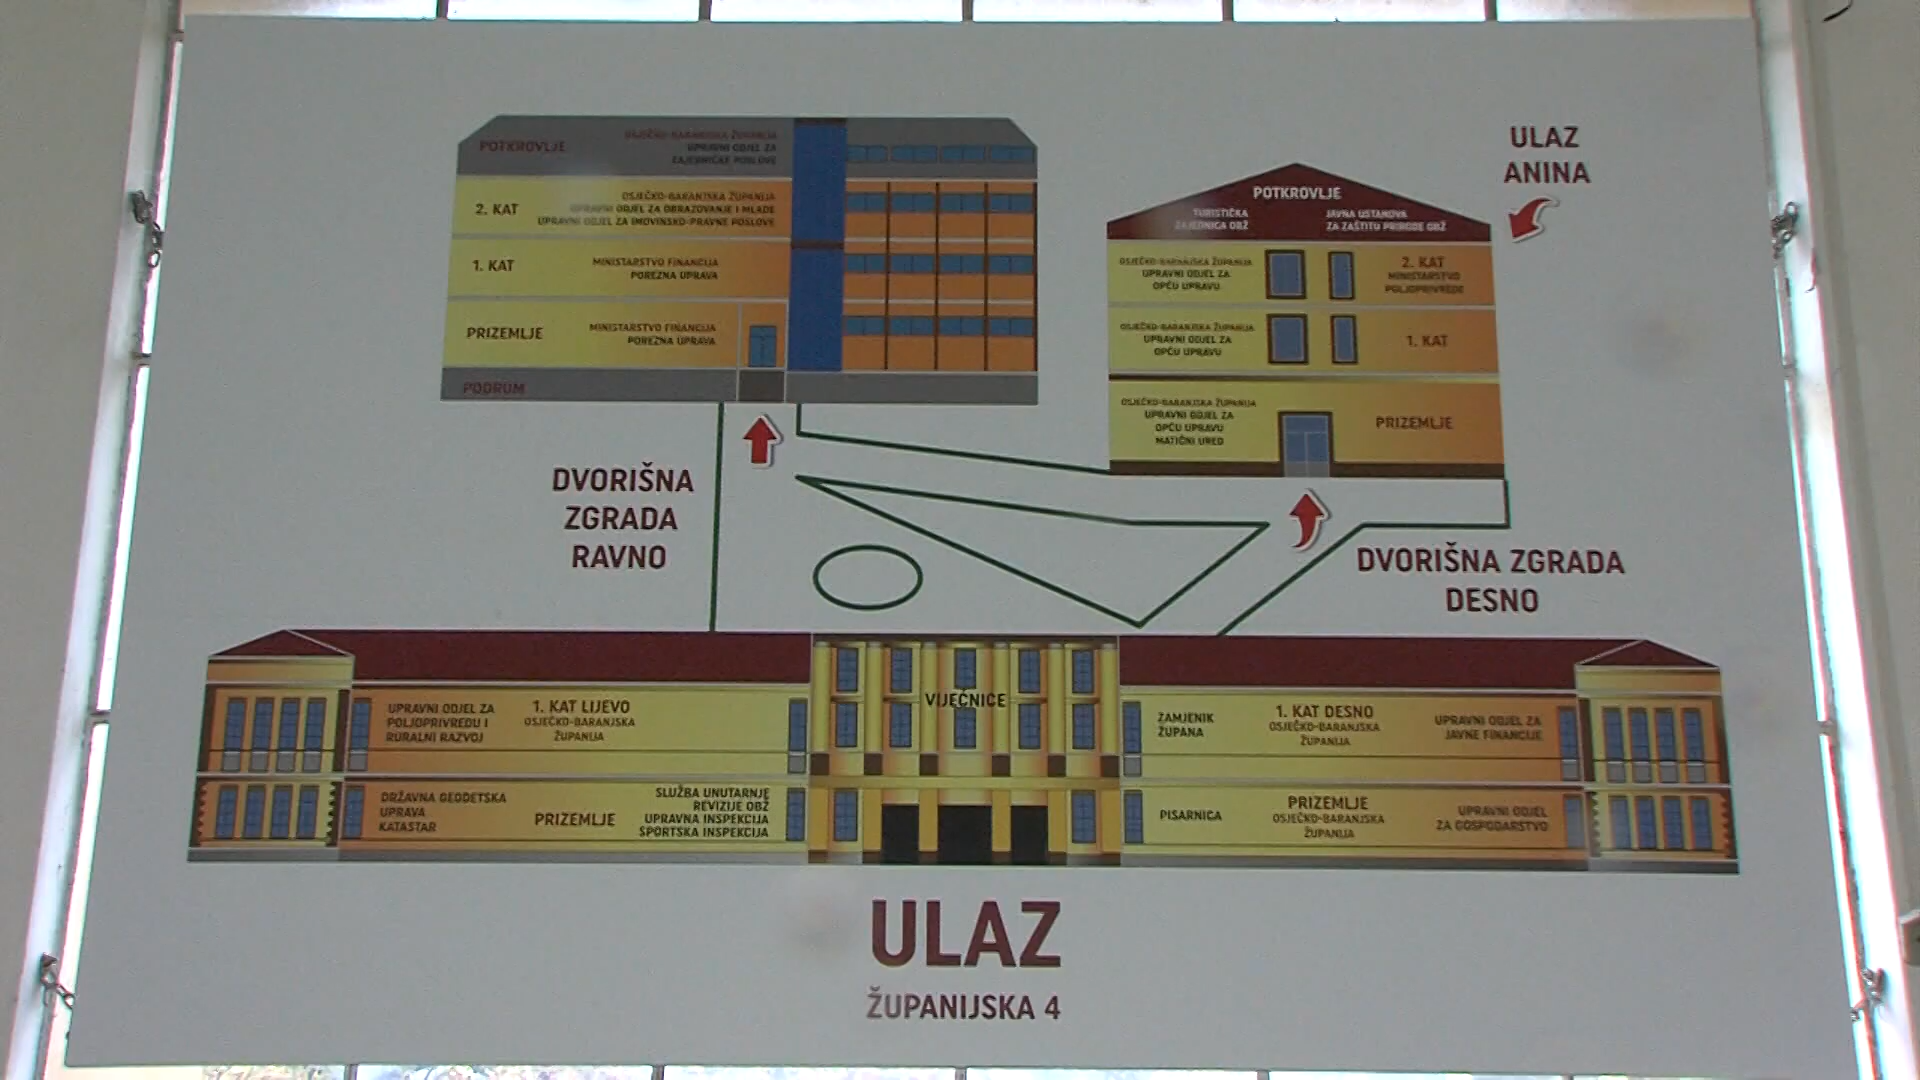 POTKROVLJE
OSJEČKO-BARANJSKA ŽUPANIJA
UPRAVNI ODJEL ZA
ZAJEDNIČKE POSLOVE
2. KAT
OSJEČKO-BARANJSKA ŽUPANIJA
UPRAVNI ODJEL ZA OBRAZOVANJE I MLADE
UPRAVNI ODJEL ZA IMOVINSKO-PRAVNE POSLOVE
1. KAT
MINISTARSTVO FINANCIJA
POREZNA UPRAVA
PRIZEMLJE
MINISTARSTVO FINANCIJA
POREZNA UPRAVA
PODRUM
ULAZ
ANINA
POTKROVLJE
TURISTIČKA
ZAJEDNICA OBŽ
JAVNA USTANOVA
ZA ZAŠTITU PRIRODE OBŽ
OSJEČKO-BARANJSKA ŽUPANIJA
UPRAVNI ODJEL ZA
OPĆU UPRAVU
2. KAT
MINISTARSTVO
POLJOPRIVREDE
OSJEČKO-BARANJSKA ŽUPANIJA
UPRAVNI ODJEL ZA
OPĆU UPRAVU
1. KAT
OSJEČKO-BARANJSKA ŽUPANIJA
UPRAVNI ODJEL ZA
OPĆU UPRAVU
MATIČNI URED
PRIZEMLJE
DVORIŠNA
ZGRADA
RAVNO
DVORIŠNA ZGRADA
DESNO
UPRAVNI ODJEL ZA
POLJOPRIVREDU I
RURALNI RAZVOJ
1. KAT LIJEVO
OSJEČKO-BARANJSKA
ŽUPANIJA
VIJEĆNICE
ZAMJENIK
ŽUPANA
1. KAT DESNO
OSJEČKO-BARANJSKA
ŽUPANIJA
UPRAVNI ODJEL ZA
JAVNE FINANCIJE
DRŽAVNA GEODETSKA
UPRAVA
KATASTAR
PRIZEMLJE
SLUŽBA UNUTARNJE
REVIZIJE OBŽ
UPRAVNA INSPEKCIJA
SPORTSKA INSPEKCIJA
PISARNICA
PRIZEMLJE
OSJEČKO-BARANJSKA
ŽUPANIJA
UPRAVNI ODJEL
ZA GOSPODARSTVO
ULAZ
ŽUPANIJSKA 4